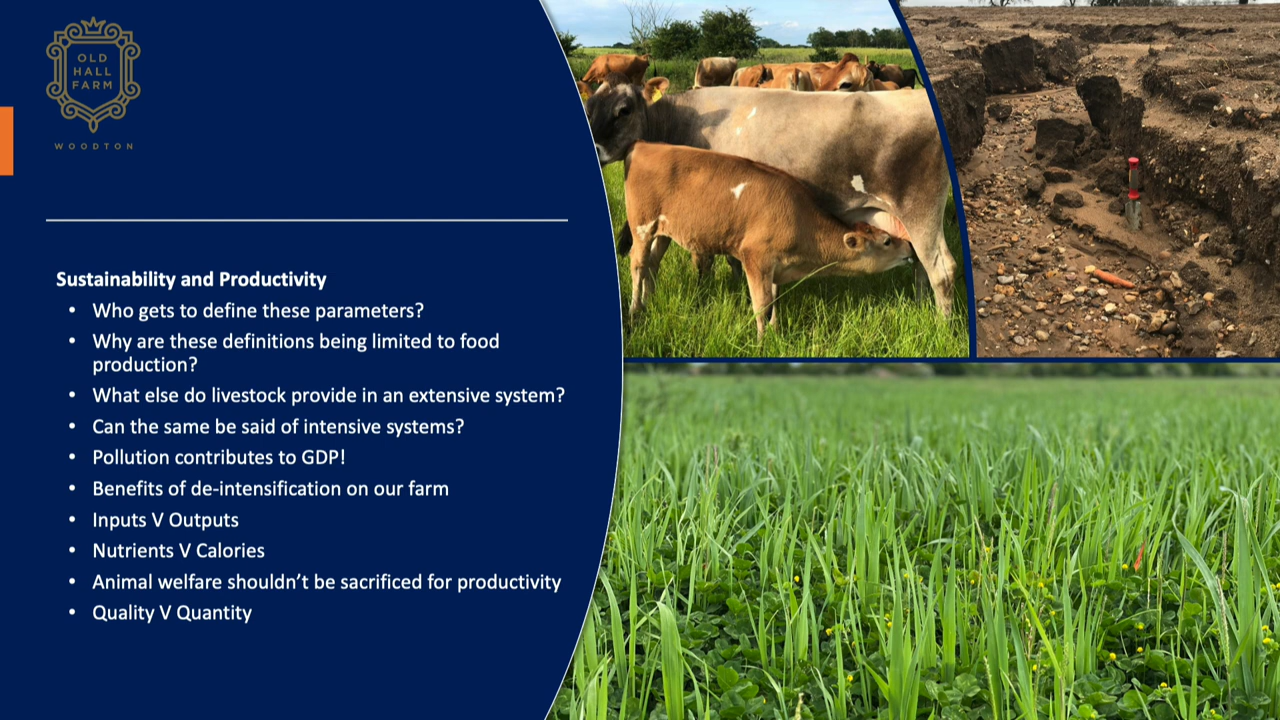 OLD
HALL
FARM
WOODTON
Sustainability and Productivity
• Who gets to define these parameters?
• Why are these definitions being limited to food
production?
• What else do livestock provide in an extensive system?
• Can the same be said of intensive systems?
• Pollution contributes to GDP!
• Benefits of de-intensification on our farm
• Inputs V Outputs
• Nutrients V Calories
• Animal welfare shouldn’t be sacrificed for productivity
• Quality V Quantity